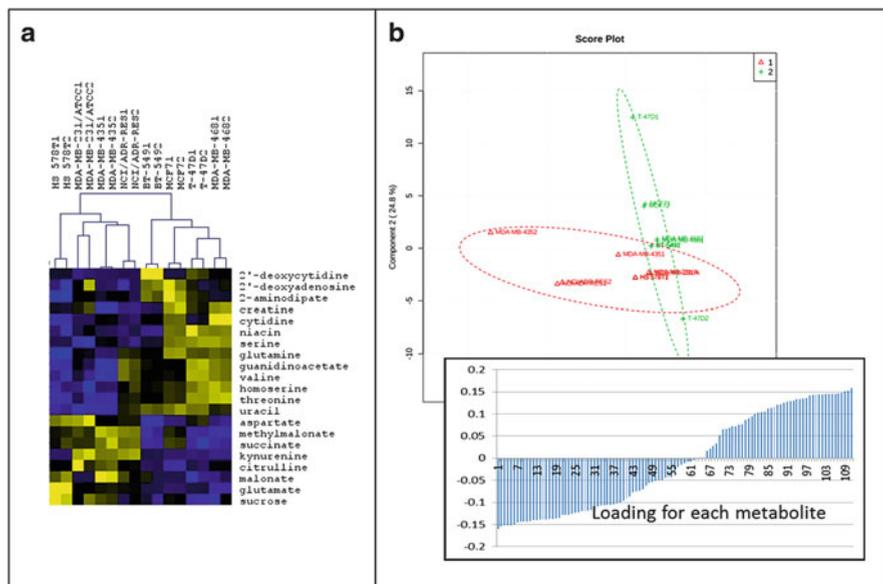 a
HS 578T1
HS 578T2
MDA-MB-231/ATCC1
MDA-MB-231/ATCC2
MDA-MB-4351
MDA-MB-4352
NCI/ADR-RES1
NCI/ADR-RES2
BT-5491
BT-5492
MCF71
MCF72
T-47D1
T-47D2
MDA-MB-4681
MDA-MB-4682
2'-deoxycytidine
2'-deoxyadenosine
2-aminodipate
creatine
cytidine
niacin
serine
glutamine
guanidinoacetate
valine
homoserine
threonine
uracil
aspartate
methylmalonate
succinate
kynurenine
citrulline
malonate
glutamate
sucrose
b
Score Plot
1
2
Component 2 ( 24.8 %)
15
10
5
0
-5
-10
T-47D1
MDA-MB-4352
MDA-MB-4351
T-47D2
0.2
0.15
0.1
0.05
0
-0.05
-0.1
-0.15
-0.2
1 7 13 19 25 31 37 43 49 55 61 67 73 79 85 91 97 103 109
Loading for each metabolite